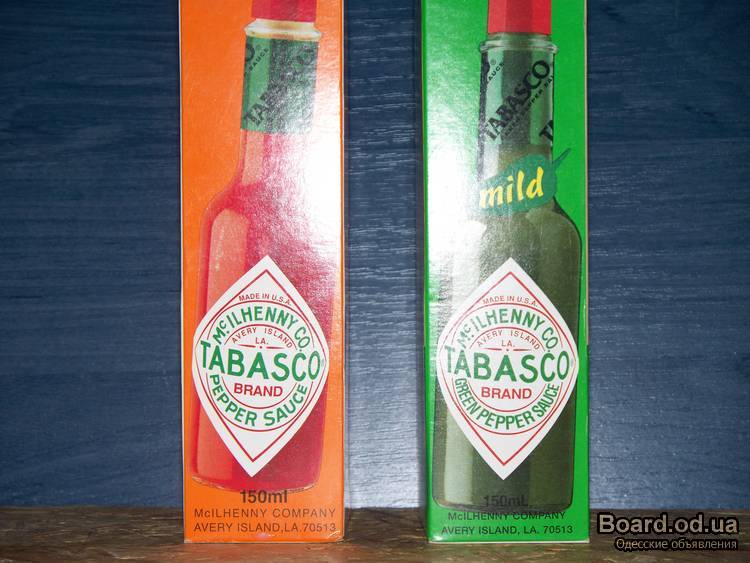 TABASCO
MADE IN U.S.A.
McILHENNY CO.
AVERY ISLAND
LA.
TABASCO
BRAND
PEPPER SAUCE
150ml
McILHENNY COMPANY
AVERY ISLAND,LA. 70513
TABASCO
mild
MADE IN U.S.A.
McILHENNY CO.
AVERY ISLAND
LA.
TABASCO
BRAND
GREEN PEPPER SAUCE
150mL
McILHENNY COMPANY
AVERY ISLAND, LA. 70513
Board.od.ua
Одесские объявления